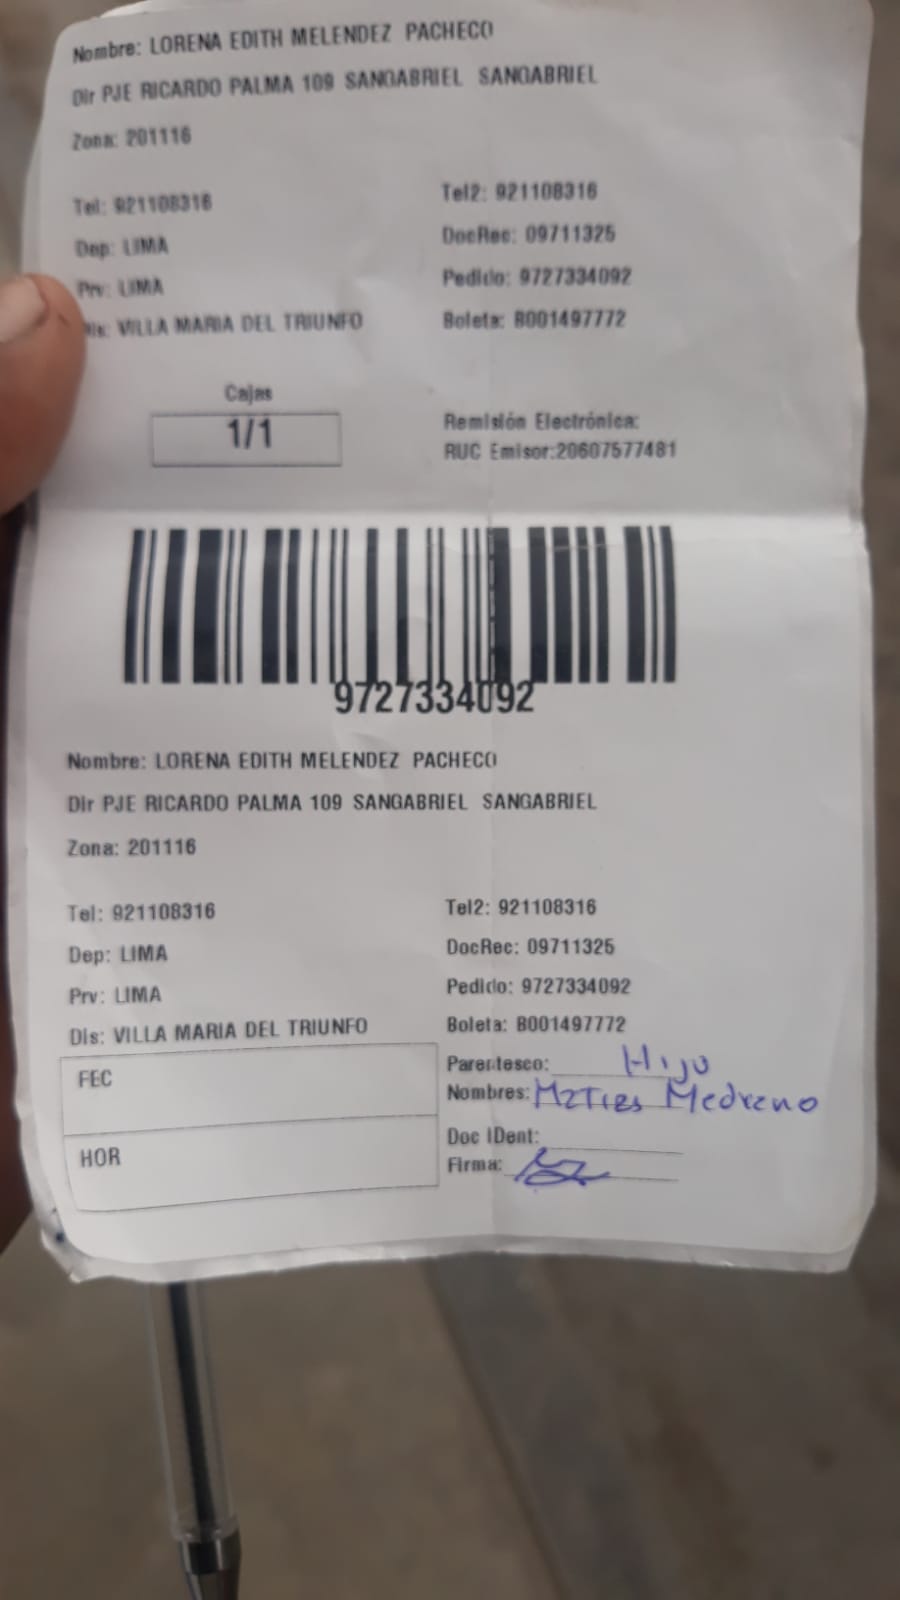 Nombre: LORENA EDITH MELENDEZ PACHECO
Dir PJE RICARDO PALMA 109 SANGABRIEL SANGABRIEL
Zona: 201116
Tel: 921108316 Tel2: 921108316
Dep: LIMA DocRec: 09711325
Prv: LIMA Pedido: 9727334092
Dis: VILLA MARIA DEL TRIUNFO Boleta: B001497772
Cajas
1/1
Remisión Electrónica:
RUC Emisor:20607577481
9727334092
Nombre: LORENA EDITH MELENDEZ PACHECO
Dir PJE RICARDO PALMA 109 SANGABRIEL SANGABRIEL
Zona: 201116
Tel: 921108316 Tel2: 921108316
Dep: LIMA DocRec: 09711325
Prv: LIMA Pedido: 9727334092
Dis: VILLA MARIA DEL TRIUNFO Boleta: B001497772
FEC
Parentesco: Hijo
Nombres: Matias Medrano
HOR
Doc IDent:
Firma: